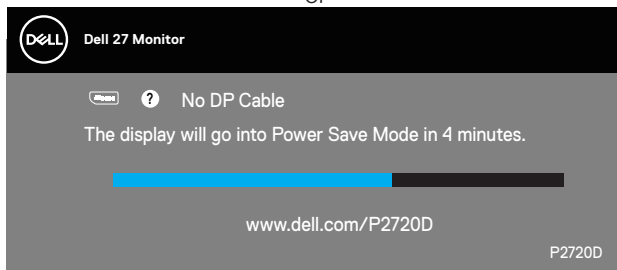 DELL
Dell 27 Monitor
? No DP Cable
The display will go into Power Save Mode in 4 minutes.
www.dell.com/P2720D
P2720D